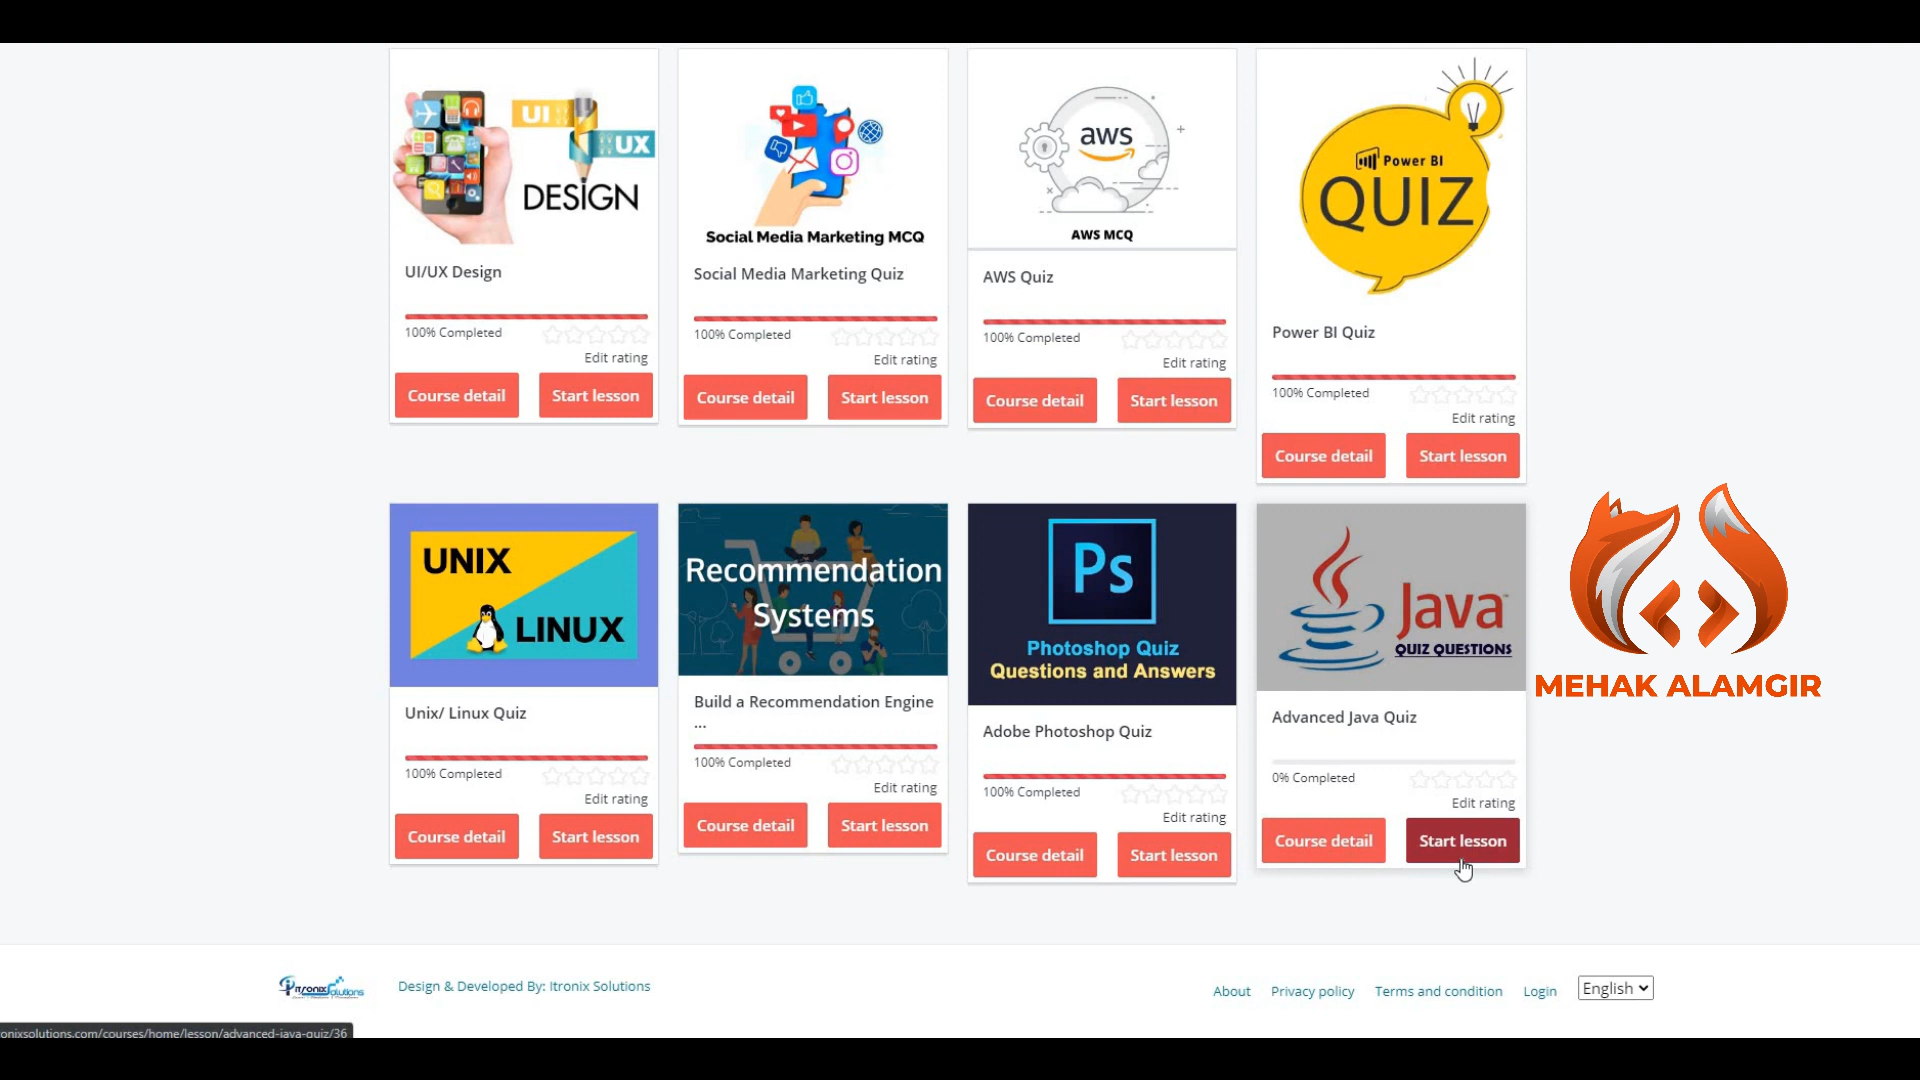 UI UX
DESIGN
UI/UX Design
100% Completed
Edit rating
Course detail Start lesson
Social Media Marketing MCQ
Social Media Marketing Quiz
100% Completed
Edit rating
Course detail Start lesson
aws
AWS MCQ
AWS Quiz
100% Completed
Edit rating
Course detail Start lesson
Power BI
QUIZ
Power BI Quiz
100% Completed
Edit rating
Course detail Start lesson
UNIX
LINUX
Unix/ Linux Quiz
100% Completed
Edit rating
Course detail Start lesson
Recommendation
Systems
Build a Recommendation Engine
...
100% Completed
Edit rating
Course detail Start lesson
Ps
Photoshop Quiz
Questions and Answers
Adobe Photoshop Quiz
100% Completed
Edit rating
Course detail Start lesson
Java
QUIZ QUESTIONS
Advanced Java Quiz
0% Completed
Edit rating
Course detail Start lesson
MEHAK ALAMGIR
Itronix Solutions
Design & Developed By: Itronix Solutions
About Privacy policy Terms and condition Login English
onixsolutions.com/courses/home/lesson/advanced-java-quiz/36